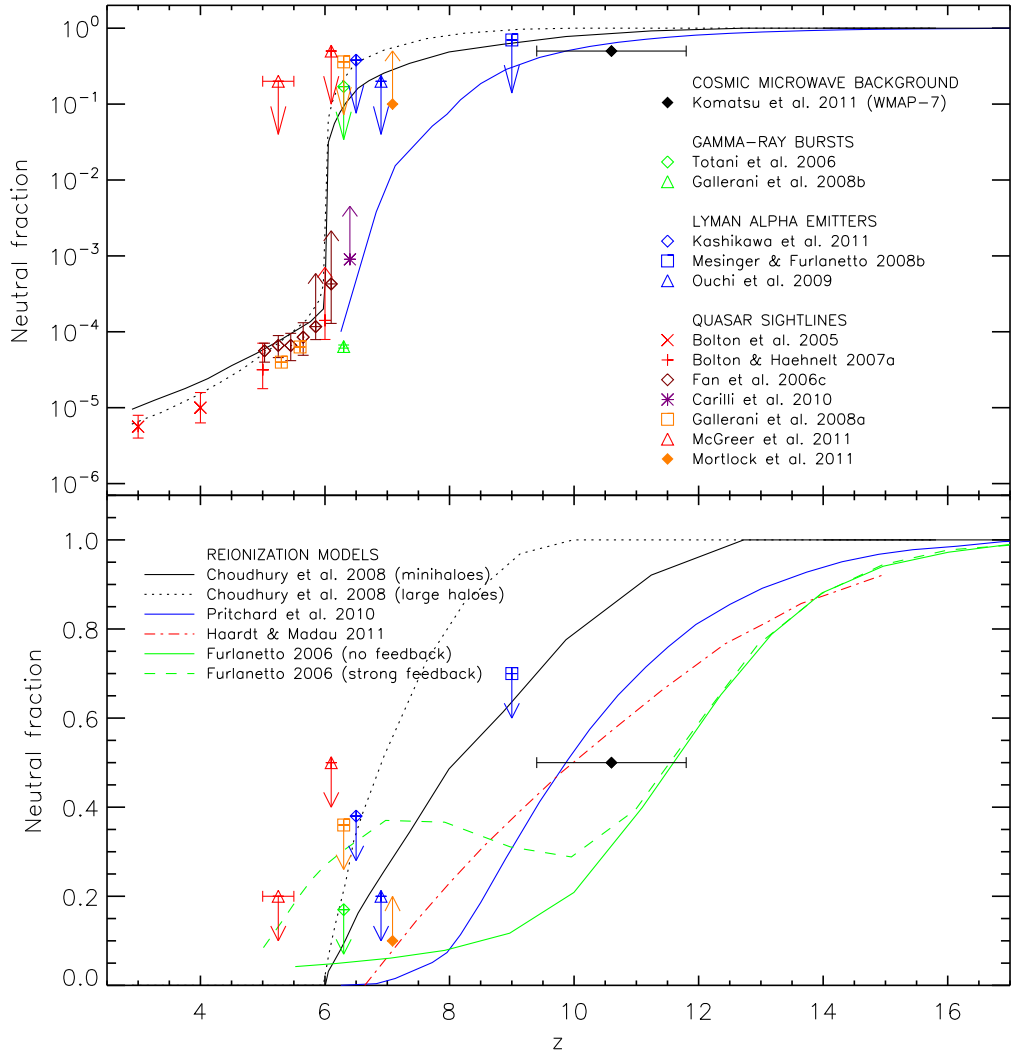 10^0
10^-1
10^-2
10^-3
10^-4
10^-5
10^-6
Neutral fraction
COSMIC MICROWAVE BACKGROUND
Komatsu et al. 2011 (WMAP-7)
GAMMA-RAY BURSTS
Totani et al. 2006
Gallerani et al. 2008b
LYMAN ALPHA EMITTERS
Kashikawa et al. 2011
Mesinger & Furlanetto 2008b
Ouchi et al. 2009
QUASAR SIGHTLINES
Bolton et al. 2005
Bolton & Haehnelt 2007a
Fan et al. 2006c
Carilli et al. 2010
Gallerani et al. 2008a
McGreer et al. 2011
Mortlock et al. 2011
1.0
0.8
0.6
0.4
0.2
0.0
Neutral fraction
REIONIZATION MODELS
Choudhury et al. 2008 (minihaloes)
Choudhury et al. 2008 (large haloes)
Pritchard et al. 2010
Haardt & Madau 2011
Furlanetto 2006 (no feedback)
Furlanetto 2006 (strong feedback)
4 6 8 10 12 14 16
z